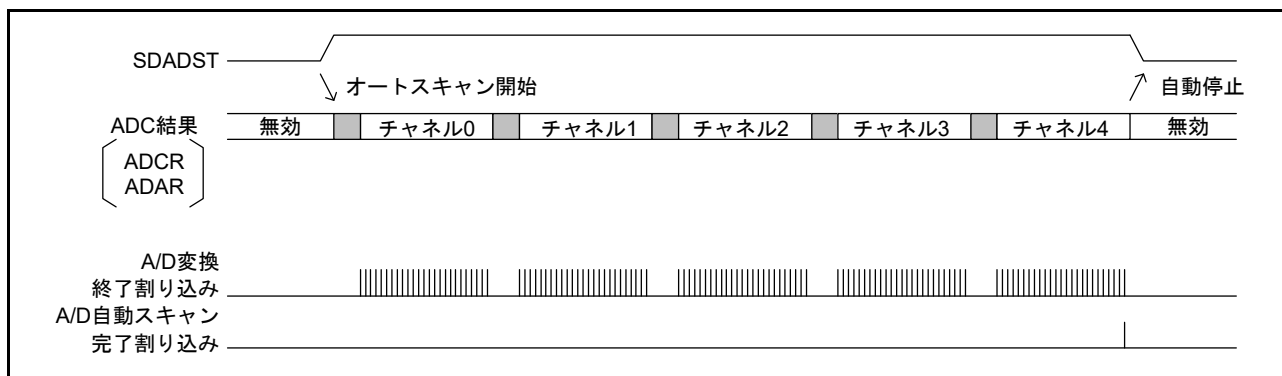 SDADST
オートスキャン開始
自動停止
ADC結果
無効
チャネル0
チャネル1
チャネル2
チャネル3
チャネル4
無効
ADCR
ADAR
A/D変換
終了割り込み
A/D自動スキャン
完了割り込み